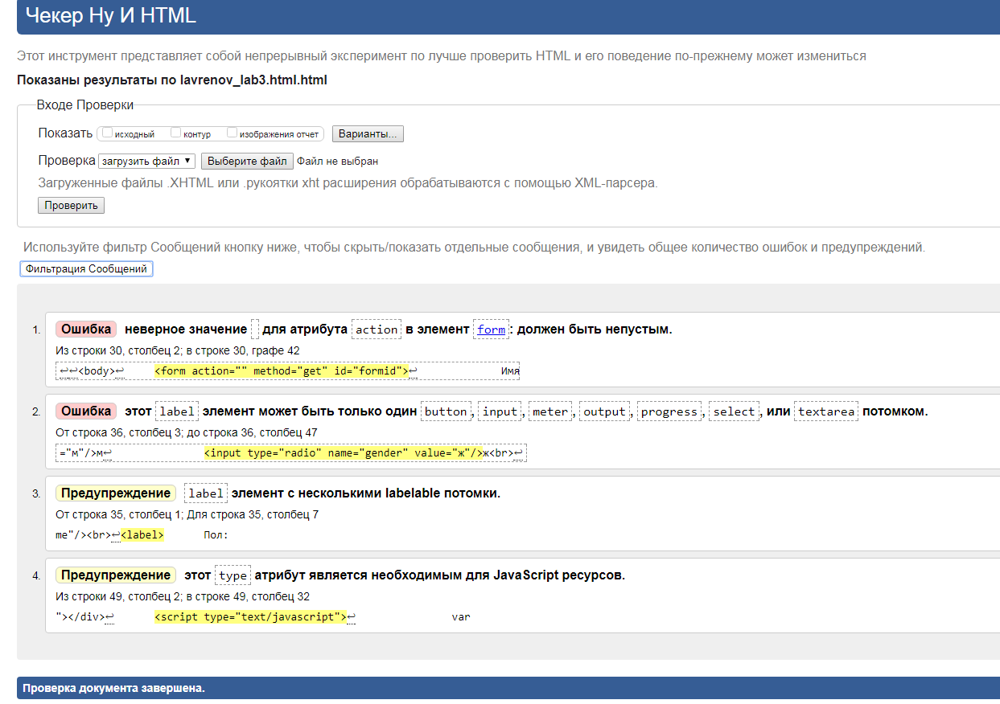 Чекер Ну И HTML
Этот инструмент представляет собой непрерывный эксперимент по лучше проверить HTML и его поведение по-прежнему может измениться
Показаны результаты по lavrenov_lab3.html.html
Входе Проверки
Показать исходный контур изображения отчет Варианты...
Проверка загрузить файл ▼ Выберите файл Файл не выбран
Загруженные файлы .XHTML или .рукоятки xht расширения обрабатываются с помощью XML-парсера.
Проверить
Используйте фильтр Сообщений кнопку ниже, чтобы скрыть/показать отдельные сообщения, и увидеть общее количество ошибок и предупреждений.
Фильтрация Сообщений
1. Ошибка неверное значение для атрибута action в элемент form: должен быть непустым.
Из строки 30, столбец 2; в строке 30, графе 42
↩↩<body>↩ <form action="" method="get" id="formid">↩ Имя
2. Ошибка этот label элемент может быть только один button, input, meter, output, progress, select, или textarea потомком.
От строка 36, столбец 3; до строка 36, столбец 47
="м"/>м↩ <input type="radio" name="gender" value="ж"/>ж<br>↩
3. Предупреждение label элемент с несколькими labelable потомки.
От строка 35, столбец 1; Для строка 35, столбец 7
me"/><br>↩<label> Пол:
4. Предупреждение этот type атрибут является необходимым для JavaScript ресурсов.
Из строки 49, столбец 2; в строке 49, столбец 32
"></div>↩ <script type="text/javascript">↩ var
Проверка документа завершена.